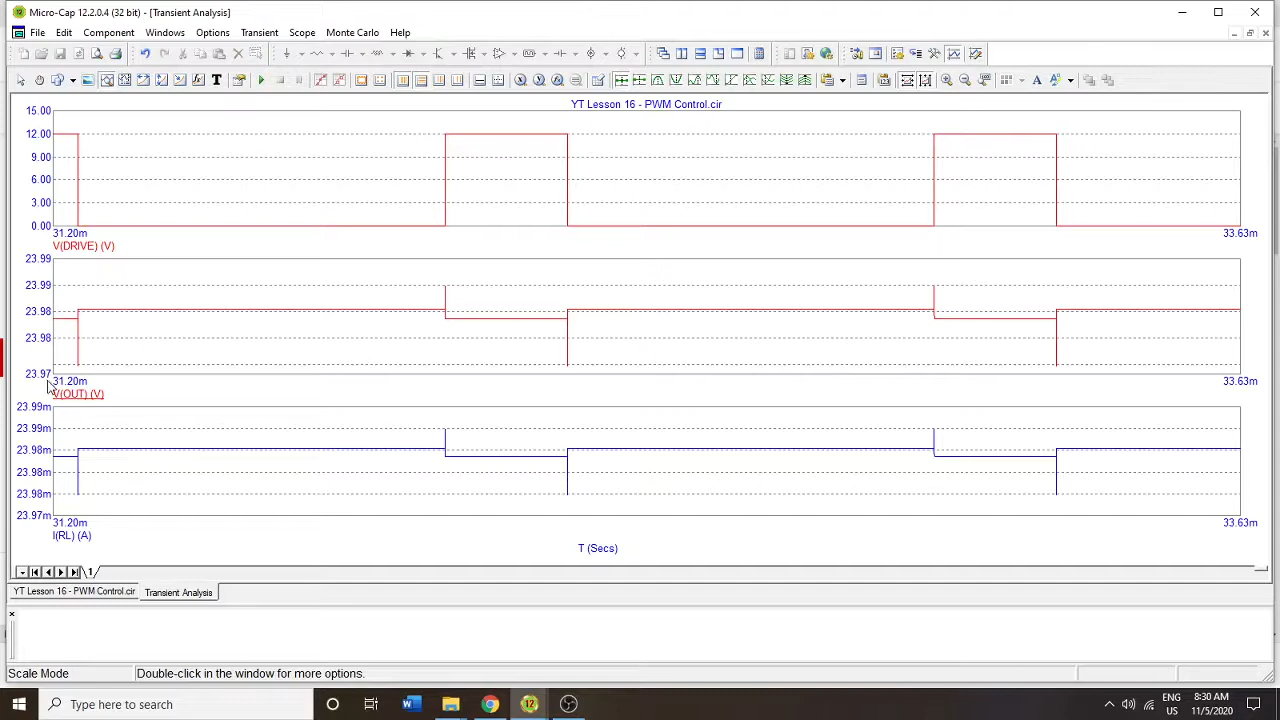 Micro-Cap 12.2.0.4 (32 bit) - [Transient Analysis]
File Edit Component Windows Options Transient Scope Monte Carlo Help
YT Lesson 16 - PWM Control.cir
15.00
12.00
9.00
6.00
3.00
0.00
31.20m 33.63m
V(DRIVE) (V)
23.99
23.99
23.98
23.98
23.97
31.20m 33.63m
V(OUT) (V)
23.99m
23.99m
23.98m
23.98m
23.98m
23.97m
31.20m 33.63m
I(RL) (A)
T (Secs)
1
YT Lesson 16 - PWM Control.cir Transient Analysis
Scale Mode Double-click in the window for more options.
Type here to search
ENG
US
8:30 AM
11/5/2020